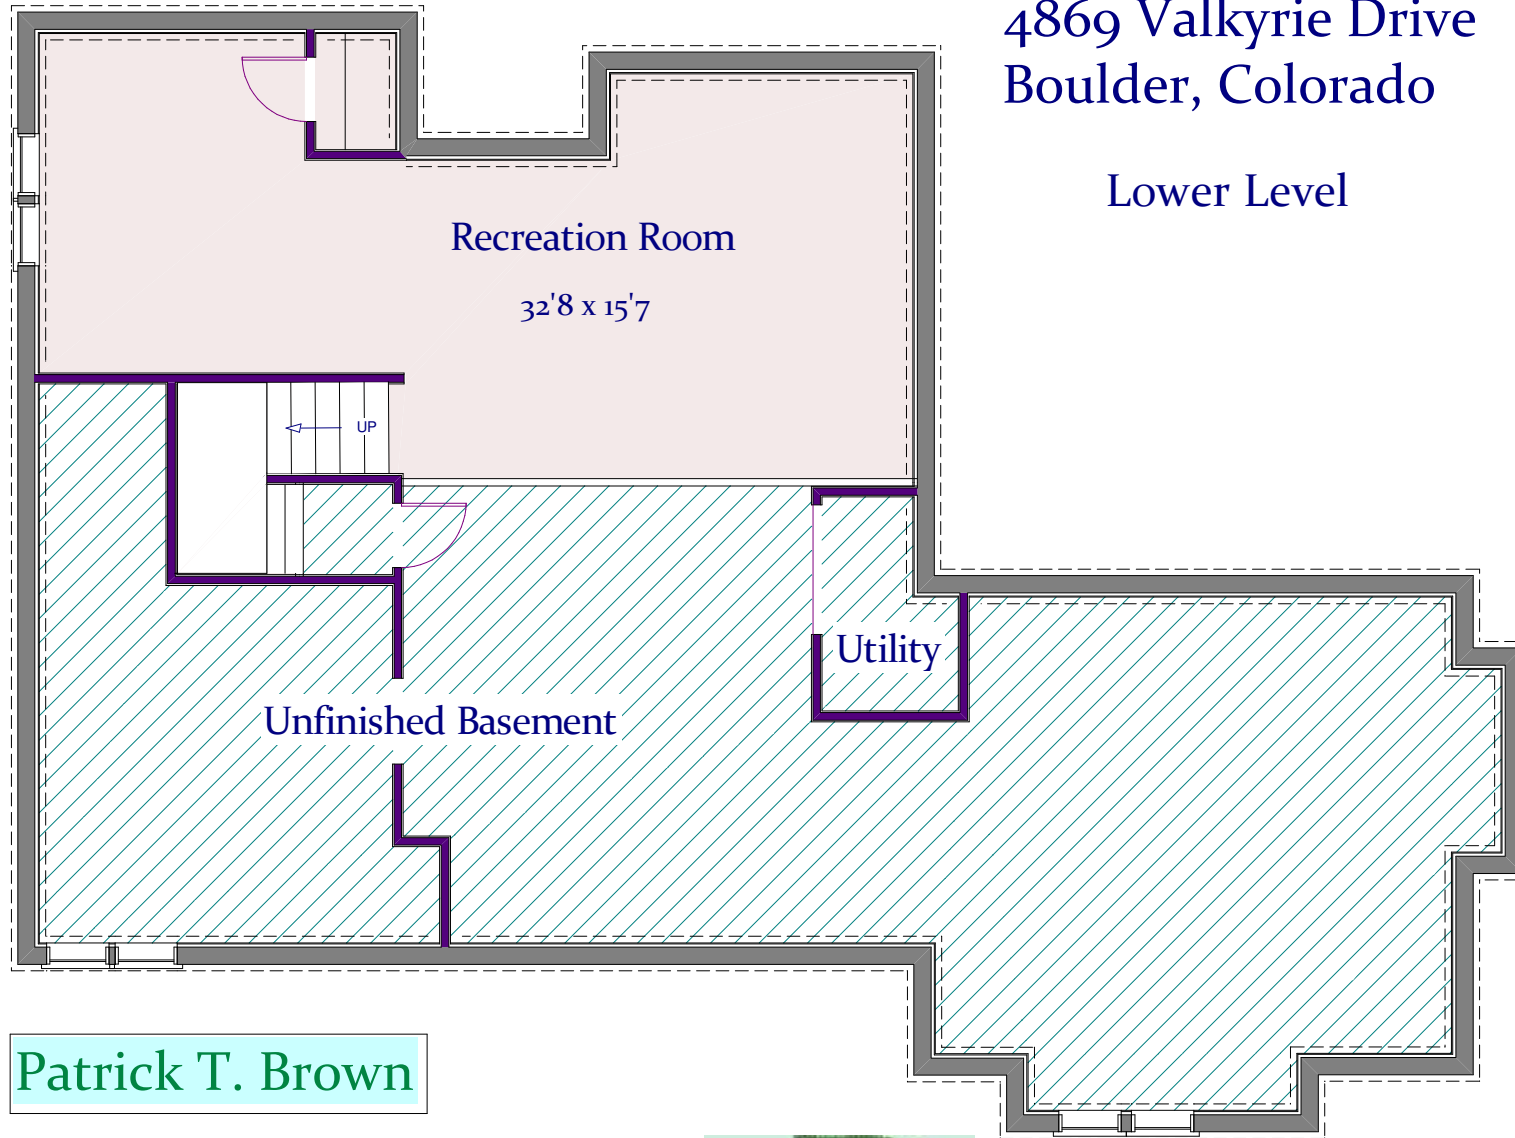 4869 Valkyrie Drive
Boulder, Colorado
Lower Level
Recreation Room
32'8 x 15'7
UP
Utility
Unfinished Basement
Patrick T. Brown